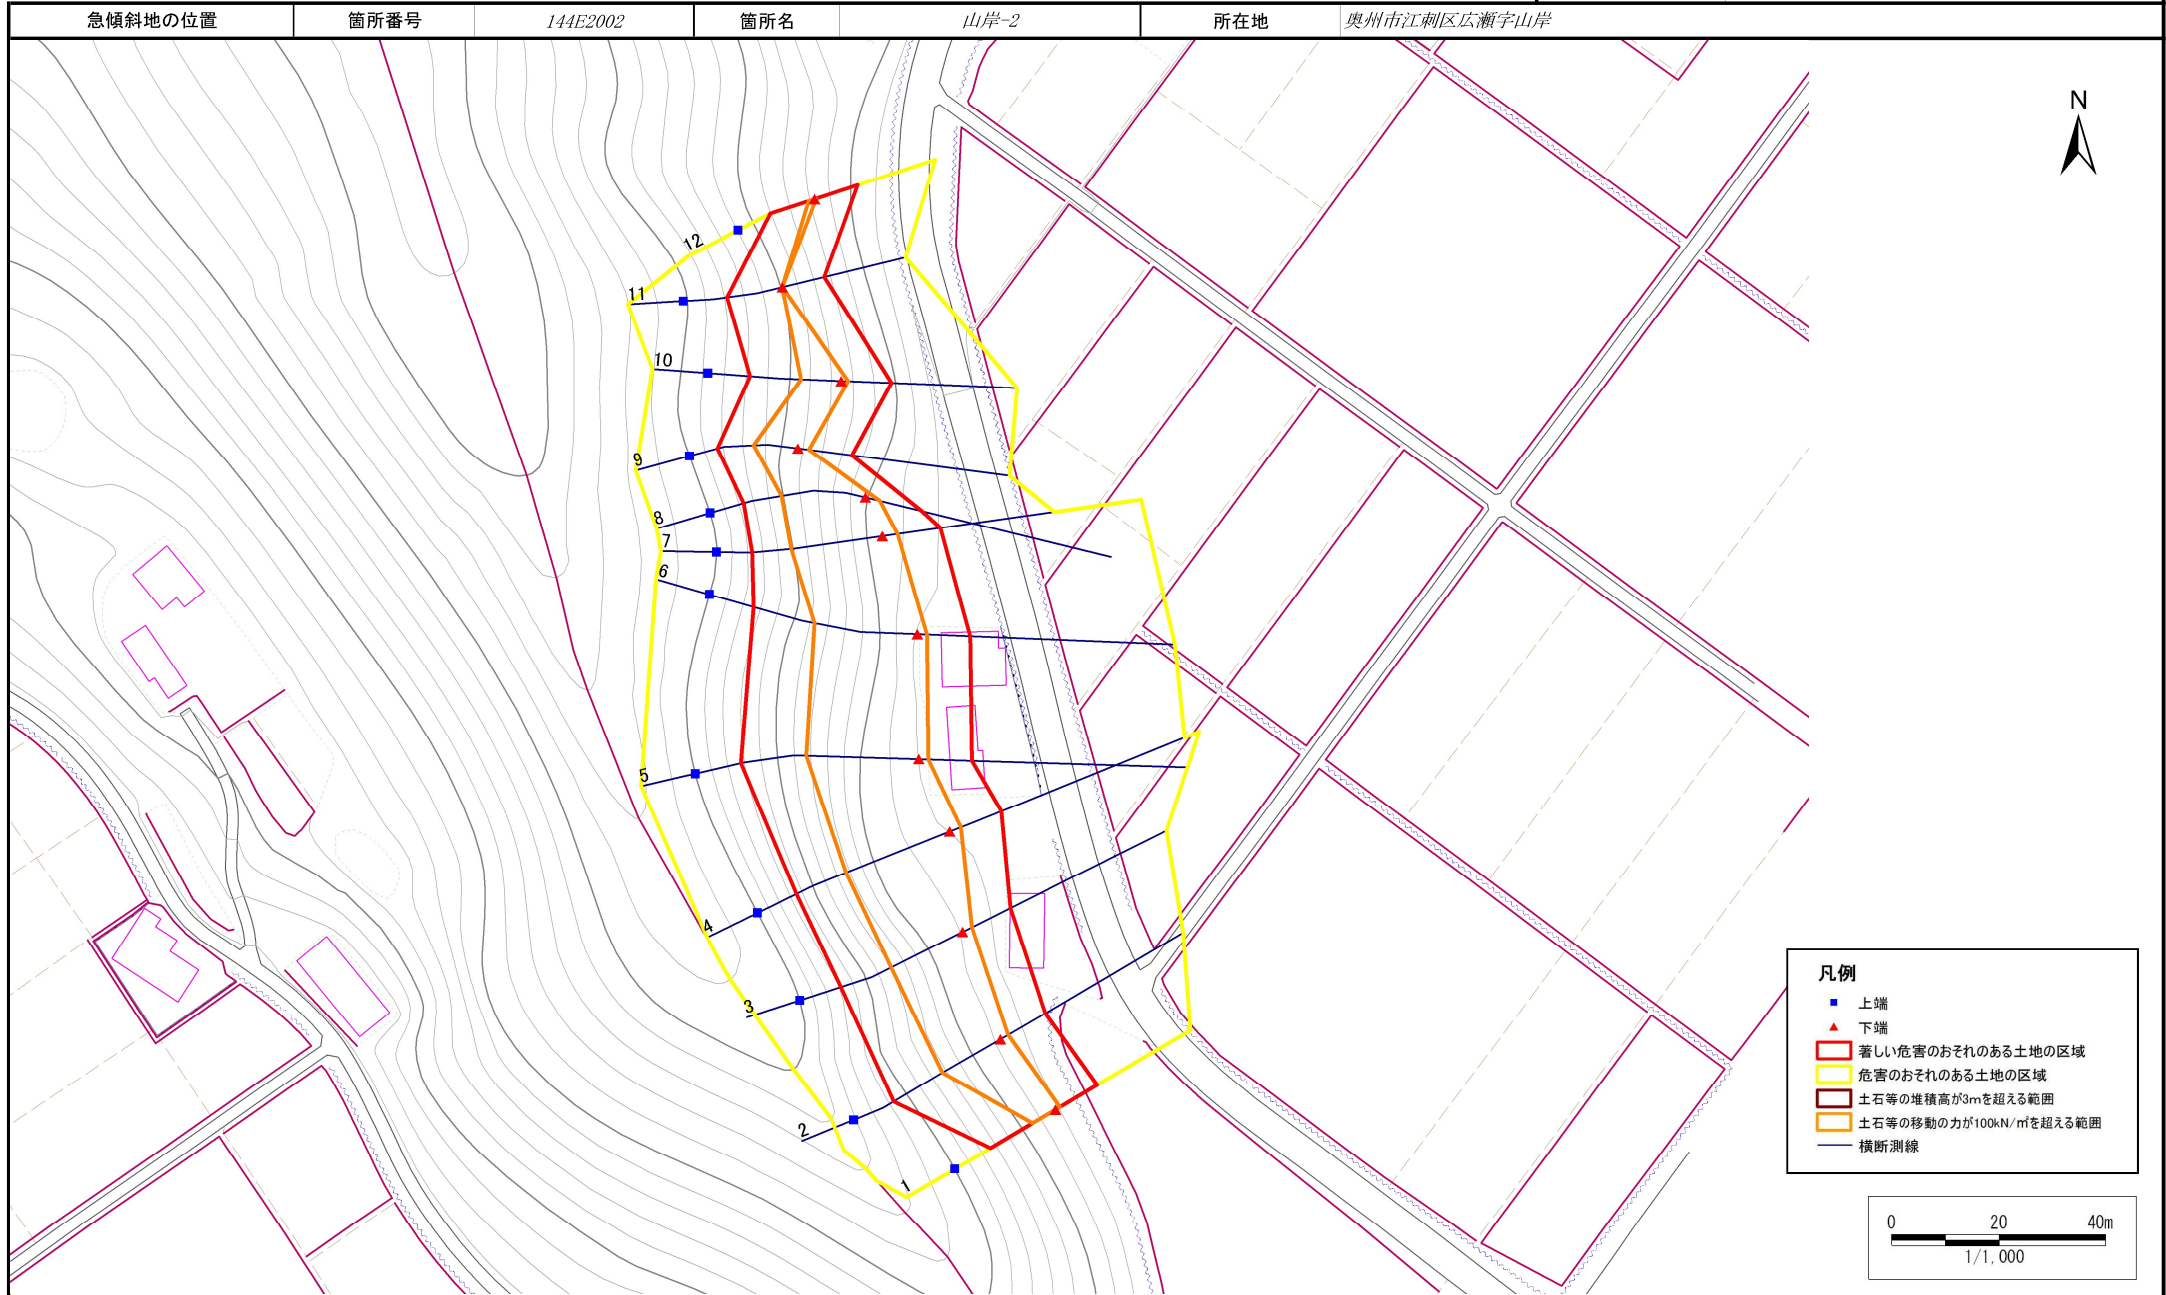 急傾斜地の位置 箇所番号 144E2002 箇所名 山岸-2 所在地 奥州市江刺区広瀬字山岸
N
12
11
10
9
8
7
6
5
4
3
2
1
凡例
上端
下端
著しい危害のおそれのある土地の区域
危害のおそれのある土地の区域
土石等の堆積高が3mを超える範囲
土石等の移動の力が100kN/㎡を超える範囲
横断測線
0 20 40m
1/1,000